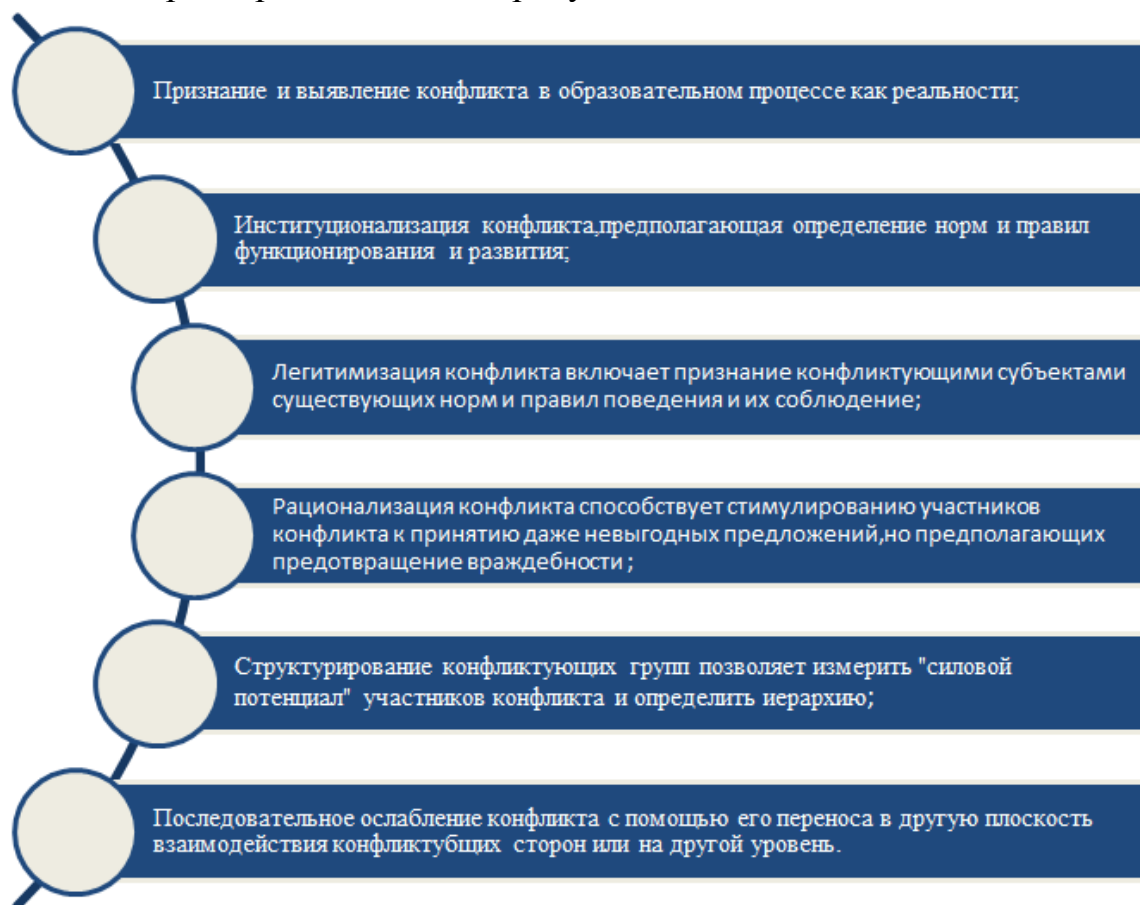 Признание и выявление конфликта в образовательном процессе как реальности;
Институционализация конфликта,предполагающая определение норм и правил
функционирования и развития;
Легитимизация конфликта включает признание конфликтующими субъектами
существующих норм и правил поведения и их соблюдение;
Рационализация конфликта способствует стимулированию участников
конфликта к принятию даже невыгодных предложений,но предполагающих
предотвращение враждебности ;
Структурирование конфликтующих групп позволяет измерить "силовой
потенциал" участников конфликта и определить иерархию;
Последовательное ослабление конфликта с помощью его переноса в другую плоскость
взаимодействия конфликтубщих сторон или на другой уровень.